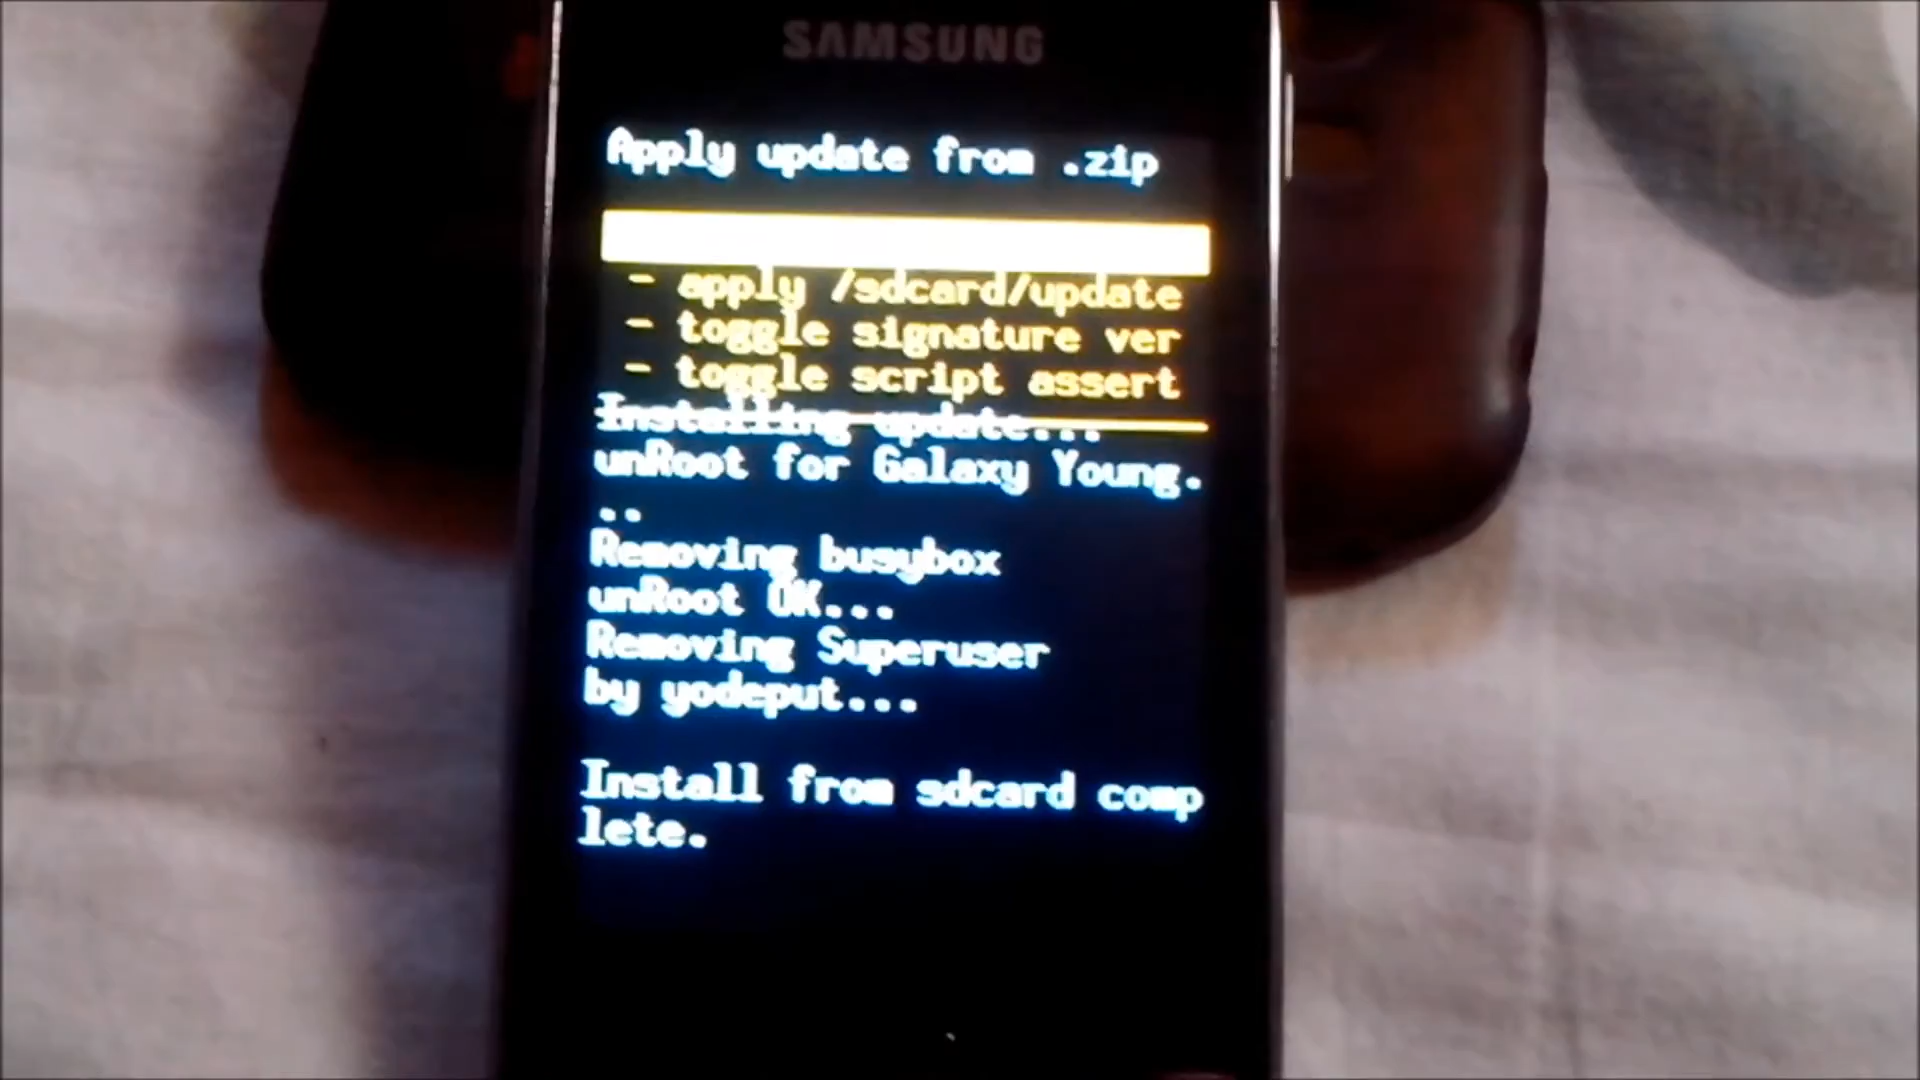 SAMSUNG
Apply update from .zip
- apply /sdcard/update
- toggle signature ver
- toggle script assert
Installing update...
unRoot for Galaxy Young.
..
Removing busybox
unRoot OK...
Removing Superuser
by yodeput...
Install from sdcard comp
lete.